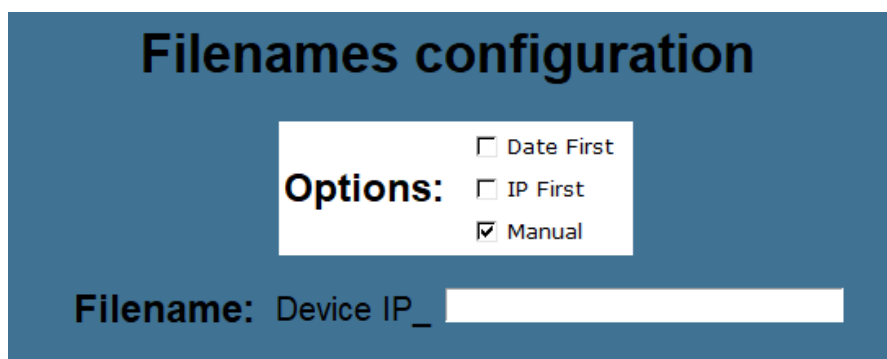 Filenames configuration
Options:
Date First
IP First
Manual
Filename: Device IP_